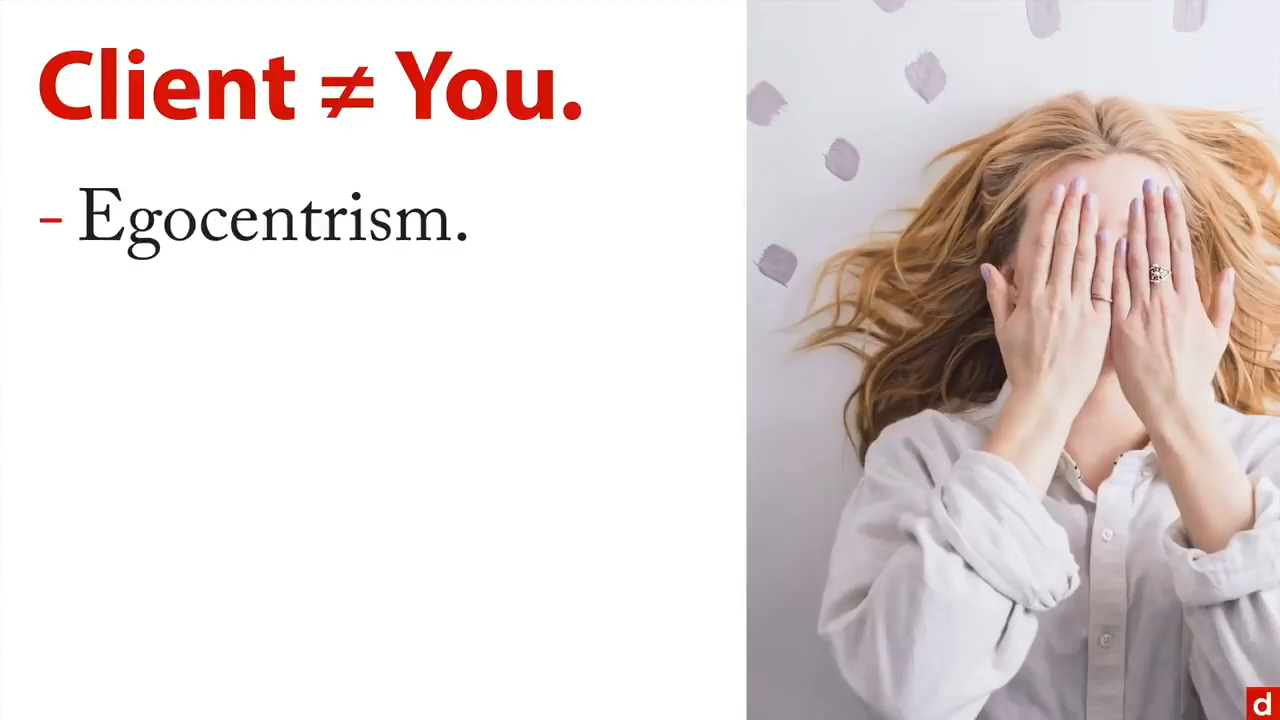 Client ≠ You.
- Egocentrism.
d